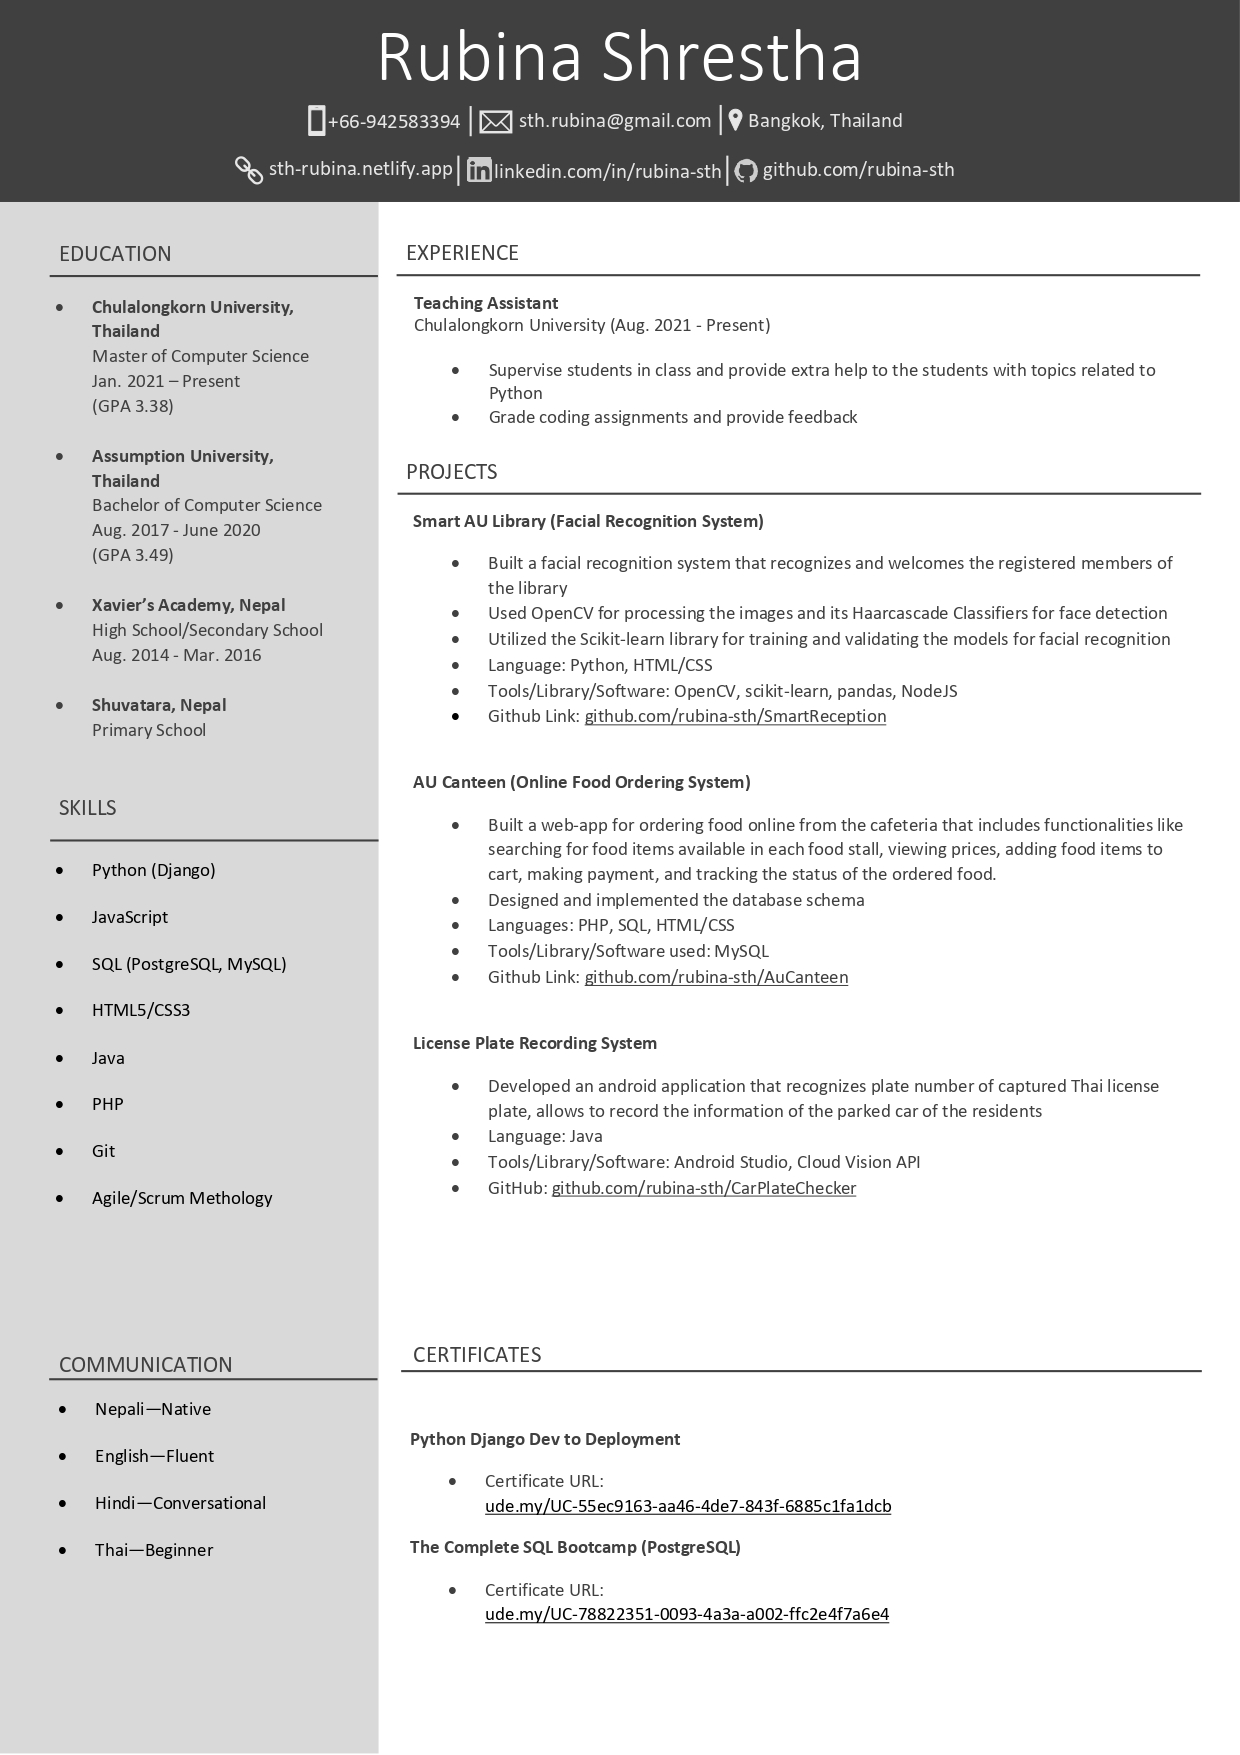 Rubina Shrestha
+66-942583394 | sth.rubina@gmail.com | Bangkok, Thailand
sth-rubina.netlify.app | linkedin.com/in/rubina-sth | github.com/rubina-sth
EDUCATION
• Chulalongkorn University,
Thailand
Master of Computer Science
Jan. 2021 – Present
(GPA 3.38)
• Assumption University,
Thailand
Bachelor of Computer Science
Aug. 2017 - June 2020
(GPA 3.49)
• Xavier’s Academy, Nepal
High School/Secondary School
Aug. 2014 - Mar. 2016
• Shuvatara, Nepal
Primary School
SKILLS
• Python (Django)
• JavaScript
• SQL (PostgreSQL, MySQL)
• HTML5/CSS3
• Java
• PHP
• Git
• Agile/Scrum Methology
COMMUNICATION
• Nepali—Native
• English—Fluent
• Hindi—Conversational
• Thai—Beginner
EXPERIENCE
Teaching Assistant
Chulalongkorn University (Aug. 2021 - Present)
• Supervise students in class and provide extra help to the students with topics related to
Python
• Grade coding assignments and provide feedback
PROJECTS
Smart AU Library (Facial Recognition System)
• Built a facial recognition system that recognizes and welcomes the registered members of
the library
• Used OpenCV for processing the images and its Haarcascade Classifiers for face detection
• Utilized the Scikit-learn library for training and validating the models for facial recognition
• Language: Python, HTML/CSS
• Tools/Library/Software: OpenCV, scikit-learn, pandas, NodeJS
• Github Link: github.com/rubina-sth/SmartReception
AU Canteen (Online Food Ordering System)
• Built a web-app for ordering food online from the cafeteria that includes functionalities like
searching for food items available in each food stall, viewing prices, adding food items to
cart, making payment, and tracking the status of the ordered food.
• Designed and implemented the database schema
• Languages: PHP, SQL, HTML/CSS
• Tools/Library/Software used: MySQL
• Github Link: github.com/rubina-sth/AuCanteen
License Plate Recording System
• Developed an android application that recognizes plate number of captured Thai license
plate, allows to record the information of the parked car of the residents
• Language: Java
• Tools/Library/Software: Android Studio, Cloud Vision API
• GitHub: github.com/rubina-sth/CarPlateChecker
CERTIFICATES
Python Django Dev to Deployment
• Certificate URL:
ude.my/UC-55ec9163-aa46-4de7-843f-6885c1fa1dcb
The Complete SQL Bootcamp (PostgreSQL)
• Certificate URL:
ude.my/UC-78822351-0093-4a3a-a002-ffc2e4f7a6e4